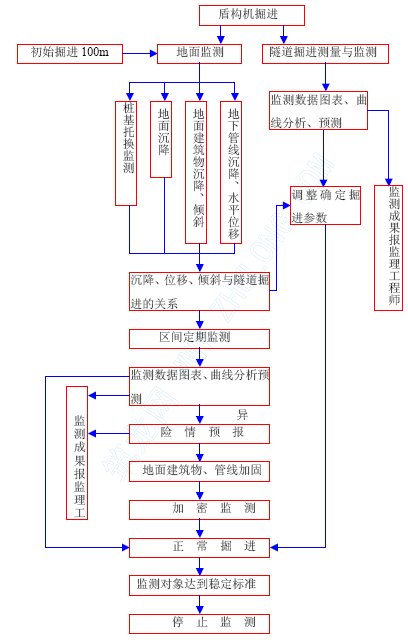 盾构机掘进
初始掘进100m
地面监测
隧道掘进测量与监测
监测数据图表、曲
线分析、预测
桩基托换监测
地面沉降
地面建筑物沉降、倾斜
地下管线沉降、水平位移
调整确定掘
进参数
监测成果报监理工程师
沉降、位移、倾斜与隧道掘
进的关系
区间定期监测
监测数据图表、曲线分析预
测
异
监测成果报监理工
险情预报
地面建筑物、管线加固
加密监测
正常掘进
监测对象达到稳定标准
停止监测